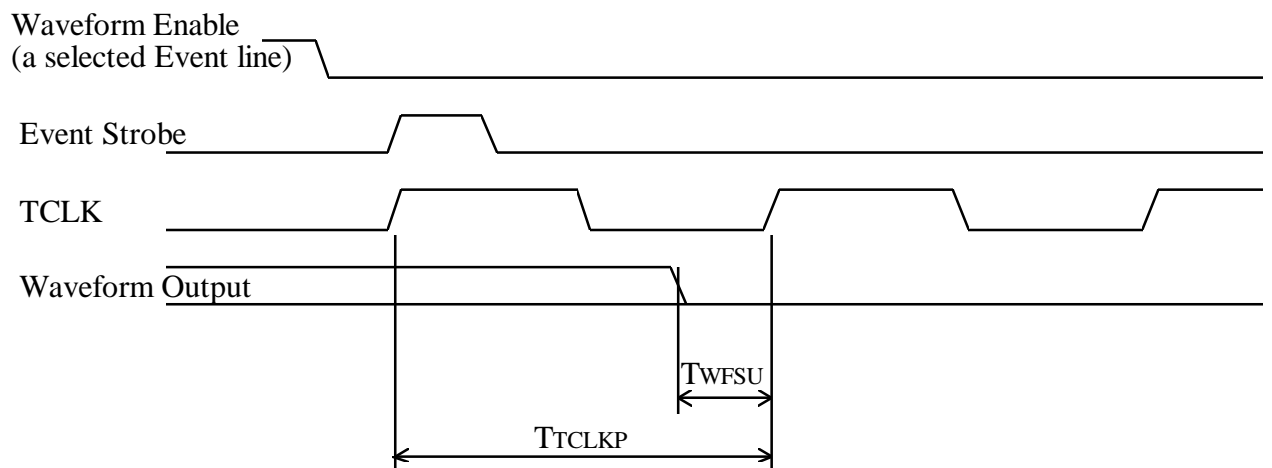 Waveform Enable
(a selected Event line)
Event Strobe
TCLK
Waveform Output
TWFSU
TTCLKP